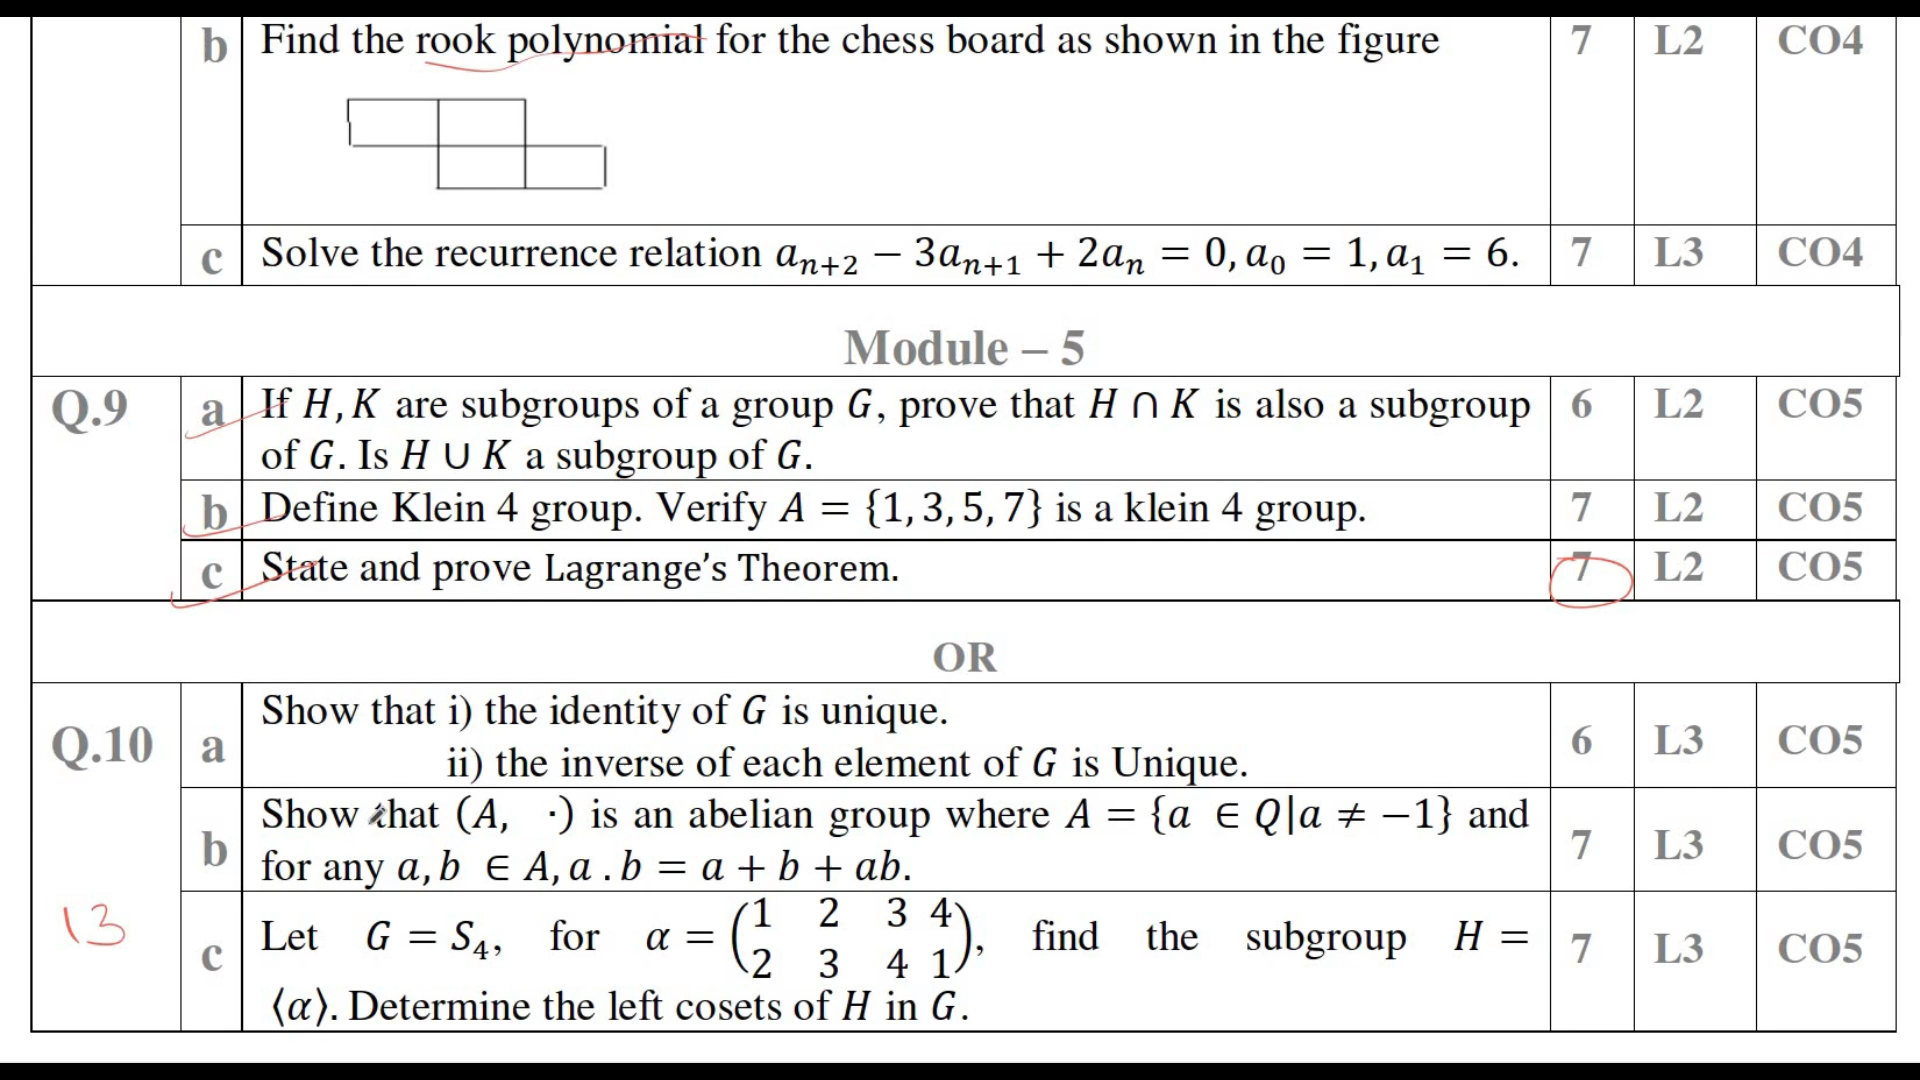 b Find the rook polynomial for the chess board as shown in the figure 7 L2 CO4
c Solve the recurrence relation aₙ₊₂ − 3aₙ₊₁ + 2aₙ = 0, a₀ = 1, a₁ = 6. 7 L3 CO4
Module – 5
Q.9 a If H, K are subgroups of a group G, prove that H ∩ K is also a subgroup 6 L2 CO5
of G. Is H ∪ K a subgroup of G.
b Define Klein 4 group. Verify A = {1, 3, 5, 7} is a klein 4 group. 7 L2 CO5
c State and prove Lagrange's Theorem. 7 L2 CO5
OR
Q.10 a Show that i) the identity of G is unique. 6 L3 CO5
ii) the inverse of each element of G is Unique.
b Show that (A, ·) is an abelian group where A = {a ∈ Q|a ≠ −1} and 7 L3 CO5
for any a, b ∈ A, a . b = a + b + ab.
13
c Let G = S₄, for α = (1 2 3 4
2 3 4 1), find the subgroup H = 7 L3 CO5
⟨α⟩. Determine the left cosets of H in G.